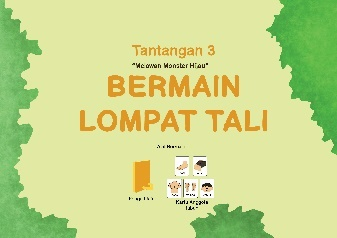 Tantangan 3
"Melawan Monster Hijau"
BERMAIN
LOMPAT TALI
Kartu Anggota